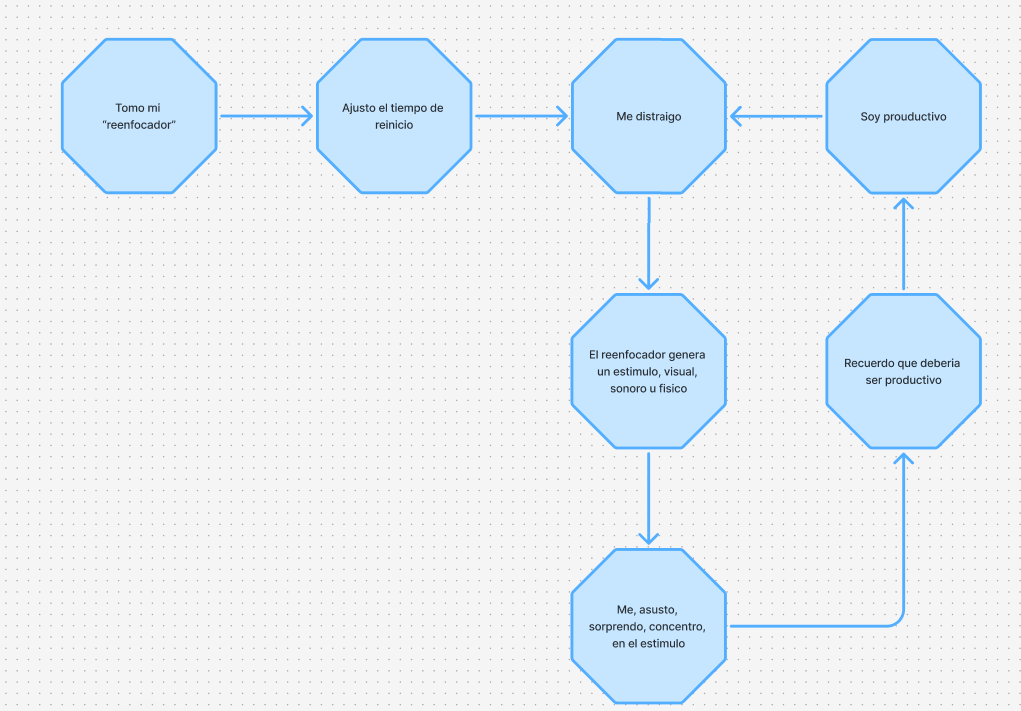 Tomo mi
“reenfocador”
Ajusto el tiempo de
reinicio
Me distraigo
Soy prouductivo
El reenfocador genera
un estimulo, visual,
sonoro u fisico
Recuerdo que deberia
ser productivo
Me, asusto,
sorprendo, concentro,
en el estimulo